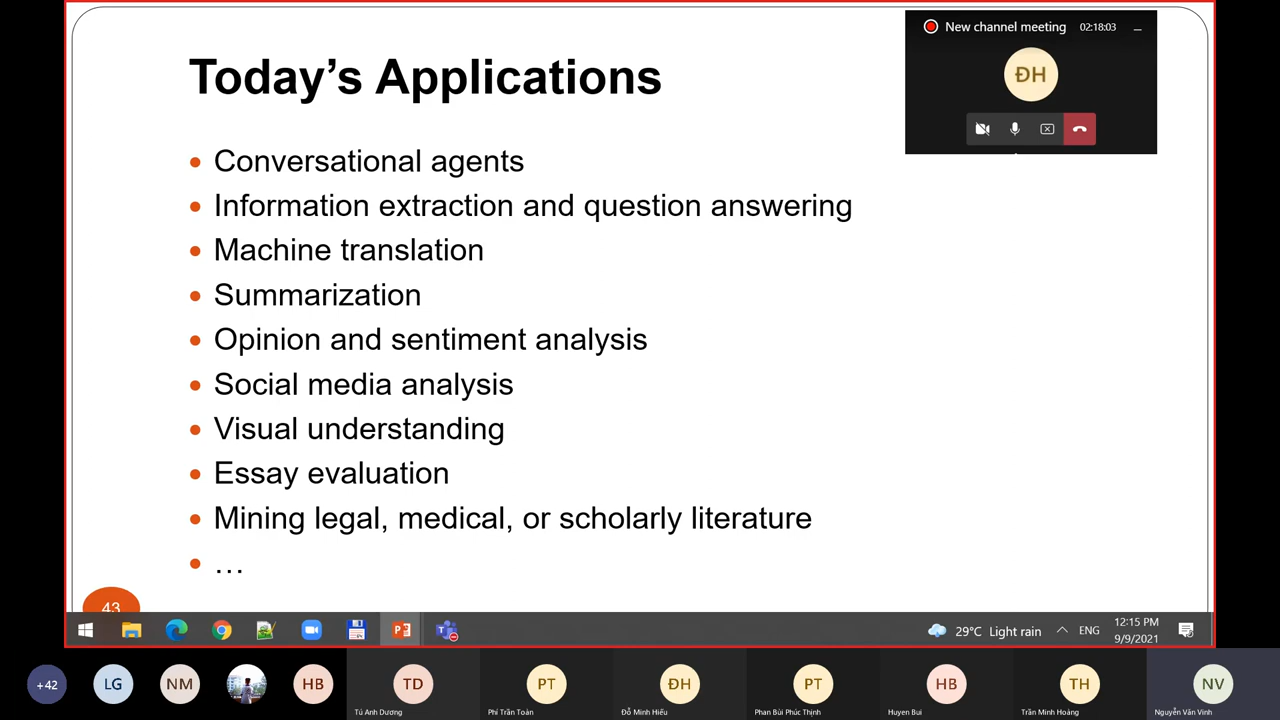 Today’s Applications
New channel meeting 02:18:03
ĐH
• Conversational agents
• Information extraction and question answering
• Machine translation
• Summarization
• Opinion and sentiment analysis
• Social media analysis
• Visual understanding
• Essay evaluation
• Mining legal, medical, or scholarly literature
• …
43
29°C Light rain ENG 12:15 PM
9/9/2021
+42 LG NM HB TD PT ĐH PT HB TH NV
Tú Anh Dương Phí Trần Toàn Đỗ Minh Hiếu Phan Bùi Phúc Thịnh Huyen Bui Trần Minh Hoàng Nguyễn Văn Vinh